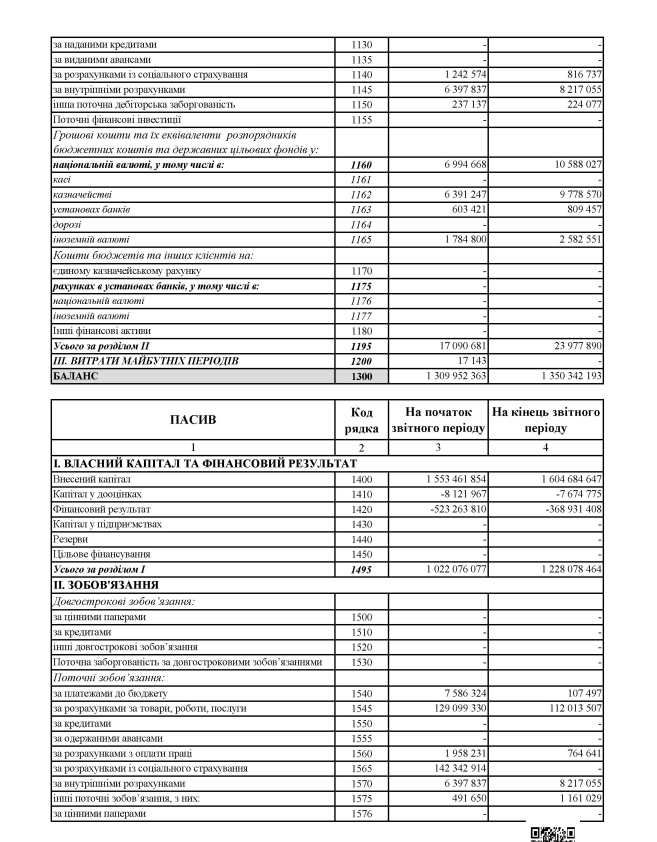 за наданими кредитами 1130 - -
за виданими авансами 1135 - -
за розрахунками із соціального страхування 1140 1 242 574 816 737
за внутрішніми розрахунками 1145 6 397 837 8 217 055
інша поточна дебіторська заборгованість 1150 237 137 224 077
Поточні фінансові інвестиції 1155 - -
Грошові кошти та їх еквіваленти розпорядників
бюджетних коштів та державних цільових фондів у:
національній валюті, у тому числі в: 1160 6 994 668 10 588 027
касі 1161 - -
казначействі 1162 6 391 247 9 778 570
установах банків 1163 603 421 809 457
дорозі 1164 - -
іноземній валюті 1165 1 784 800 2 582 551
Кошти бюджетів та інших клієнтів на:
єдиному казначейському рахунку 1170 - -
рахунках в установах банків, у тому числі в: 1175 - -
національній валюті 1176 - -
іноземній валюті 1177 - -
Інші фінансові активи 1180 - -
Усього за розділом ІІ 1195 17 090 681 23 977 890
ІІІ. ВИТРАТИ МАЙБУТНІХ ПЕРІОДІВ 1200 17 143 -
БАЛАНС 1300 1 309 952 363 1 350 342 193
ПАСИВ Код рядка На початок звітного періоду На кінець звітного періоду
1 2 3 4
І. ВЛАСНИЙ КАПІТАЛ ТА ФІНАНСОВИЙ РЕЗУЛЬТАТ
Внесений капітал 1400 1 553 461 854 1 604 684 647
Капітал у дооцінках 1410 -8 121 967 -7 674 775
Фінансовий результат 1420 -523 263 810 -368 931 408
Капітал у підприємствах 1430 - -
Резерви 1440 - -
Цільове фінансування 1450 - -
Усього за розділом І 1495 1 022 076 077 1 228 078 464
ІІ. ЗОБОВ'ЯЗАННЯ
Довгострокові зобов’язання:
за цінними паперами 1500 - -
за кредитами 1510 - -
інші довгострокові зобов’язання 1520 - -
Поточна заборгованість за довгостроковими зобов’язаннями 1530 - -
Поточні зобов’язання:
за платежами до бюджету 1540 7 586 324 107 497
за розрахунками за товари, роботи, послуги 1545 129 099 330 112 013 507
за кредитами 1550 - -
за одержаними авансами 1555 - -
за розрахунками з оплати праці 1560 1 958 231 764 641
за розрахунками із соціального страхування 1565 142 342 914 -
за внутрішніми розрахунками 1570 6 397 837 8 217 055
інші поточні зобов’язання, з них: 1575 491 650 1 161 029
за цінними паперами 1576 - -